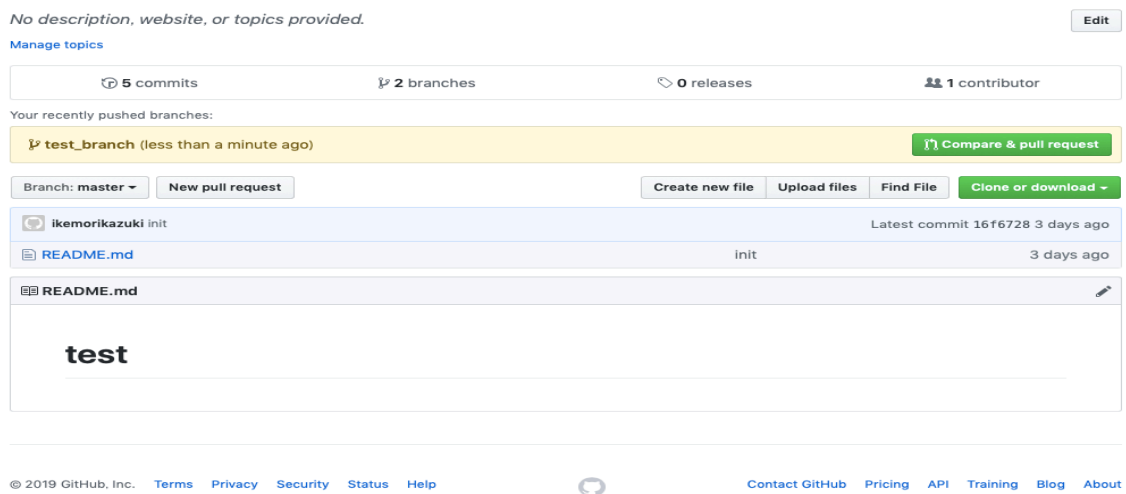 No description, website, or topics provided. Edit
Manage topics
5 commits 2 branches 0 releases 1 contributor
Your recently pushed branches:
test_branch (less than a minute ago) Compare & pull request
Branch: master New pull request Create new file Upload files Find File Clone or download
ikemorikazuki init Latest commit 16f6728 3 days ago
README.md init 3 days ago
README.md
test
© 2019 GitHub, Inc. Terms Privacy Security Status Help Contact GitHub Pricing API Training Blog About